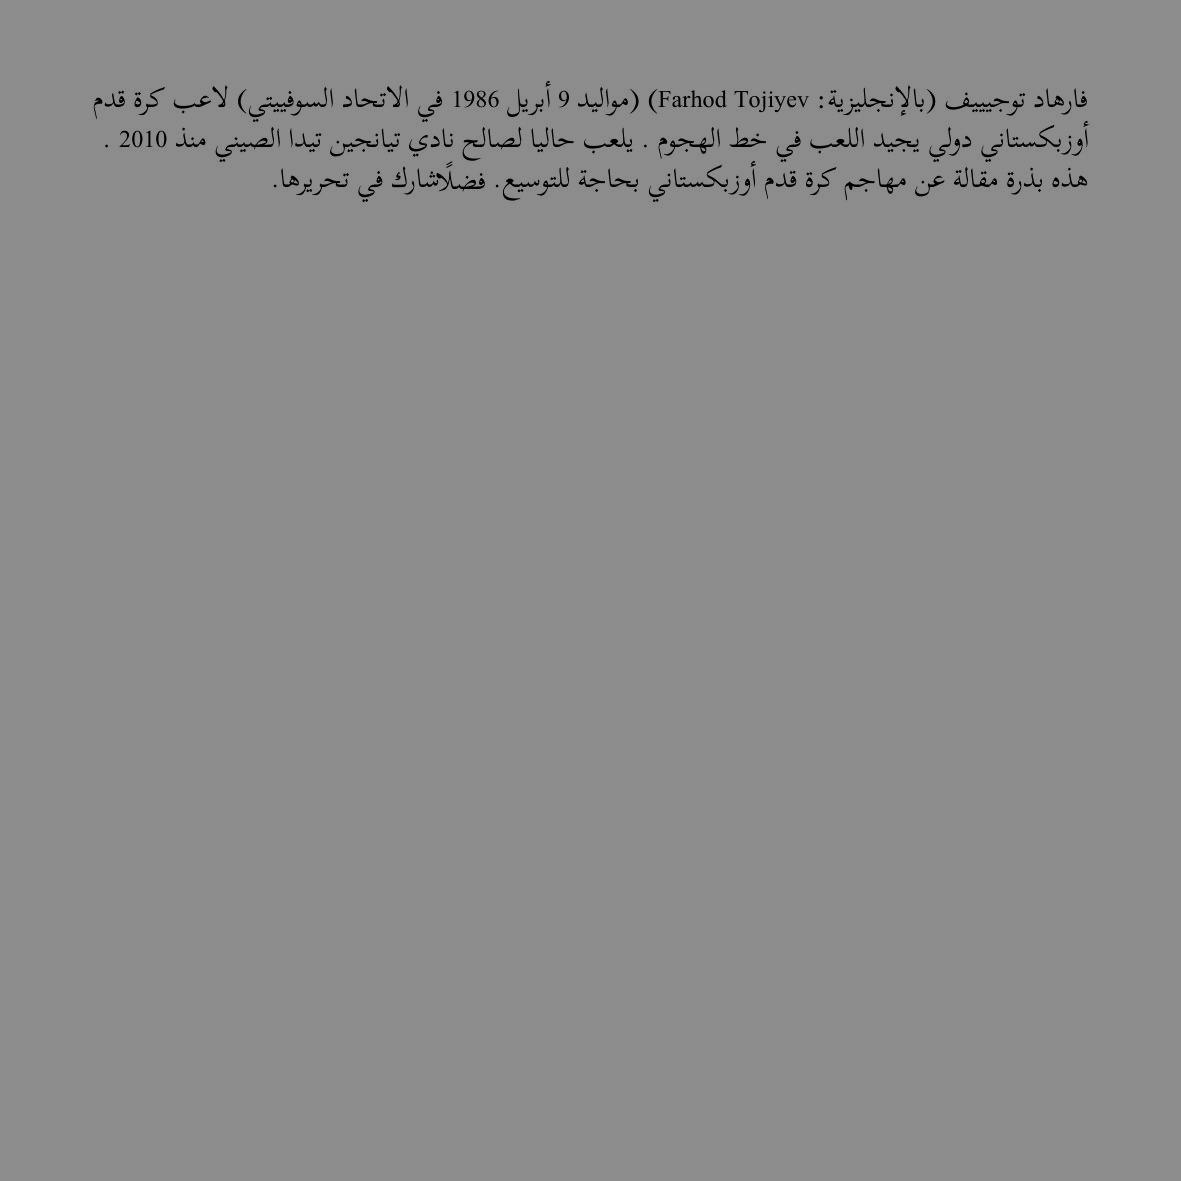 فارهاد توجيييف (بالإنجليزية: Farhod Tojiyev) (مواليد 9 أبريل 1986 في الاتحاد السوفييتي) لاعب كرة قدم
أوزبكستاني دولي يجيد اللعب في خط الهجوم . يلعب حاليا لصالح نادي تيانجين تيدا الصيني منذ 2010 .
هذه بذرة مقالة عن مهاجم كرة قدم أوزبكستاني بحاجة للتوسيع. فضلًاشارك في تحريرها.